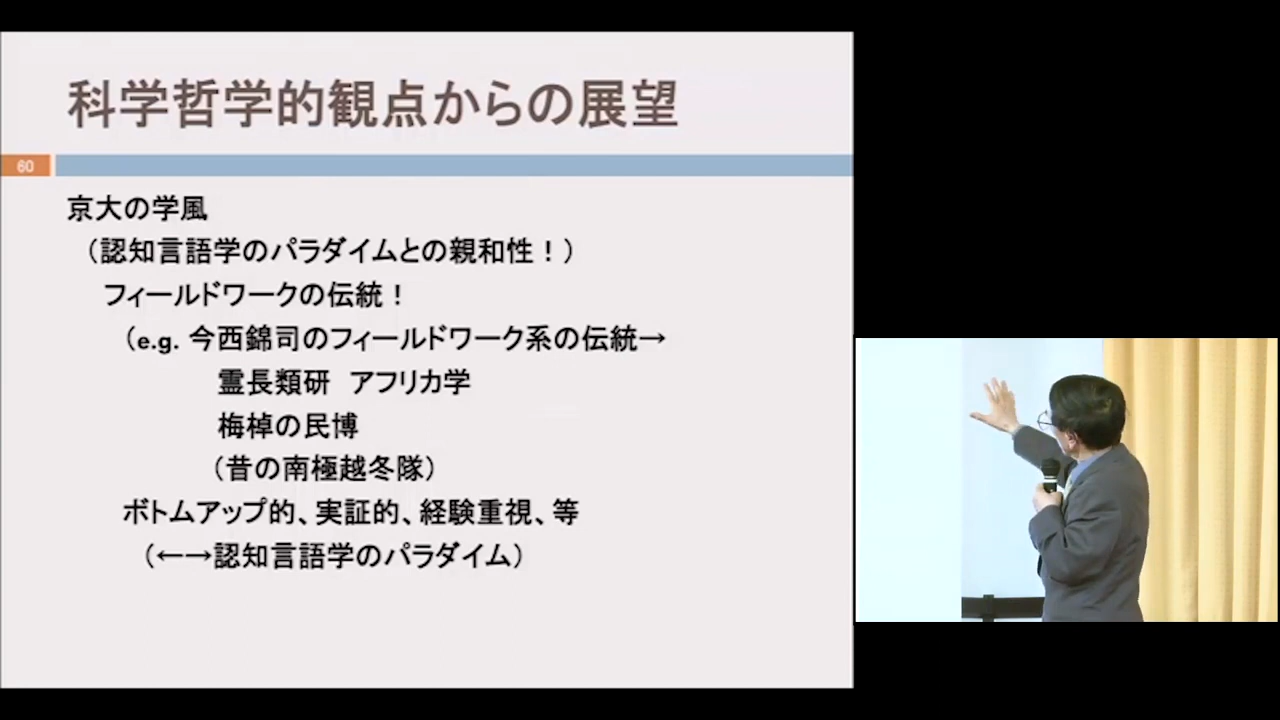 科学哲学的観点からの展望
60
京大の学風
（認知言語学のパラダイムとの親和性！）
フィールドワークの伝統！
（e.g. 今西錦司のフィールドワーク系の伝統→
霊長類研　アフリカ学
梅棹の民博
（昔の南極越冬隊）
ボトムアップ的、実証的、経験重視、等
（←→認知言語学のパラダイム）